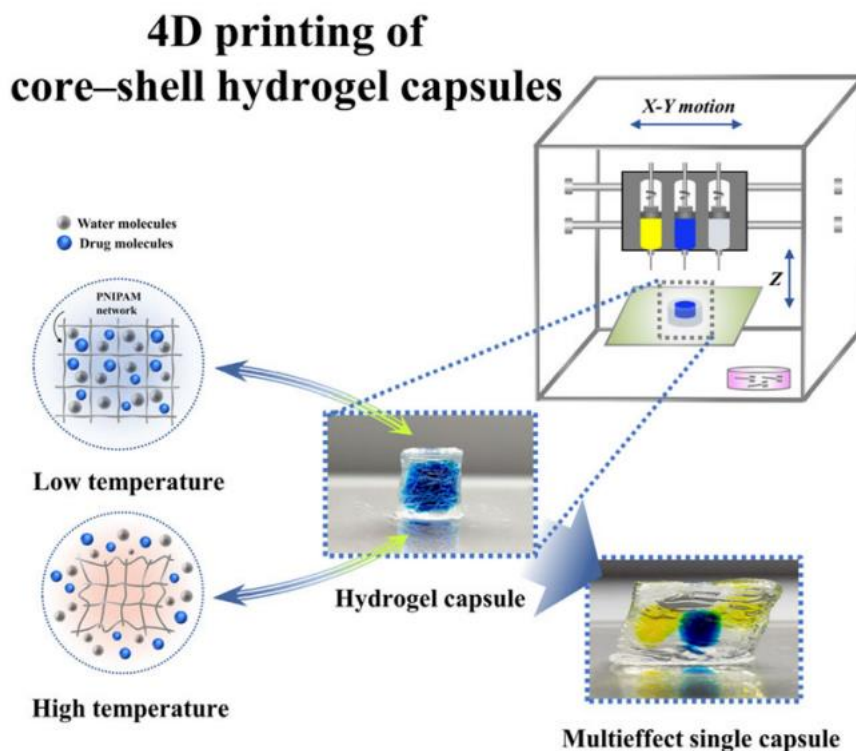 4D printing of
core–shell hydrogel capsules
X-Y motion
Z
Water molecules
Drug molecules
PNIPAM
network
Low temperature
High temperature
Hydrogel capsule
Multieffect single capsule